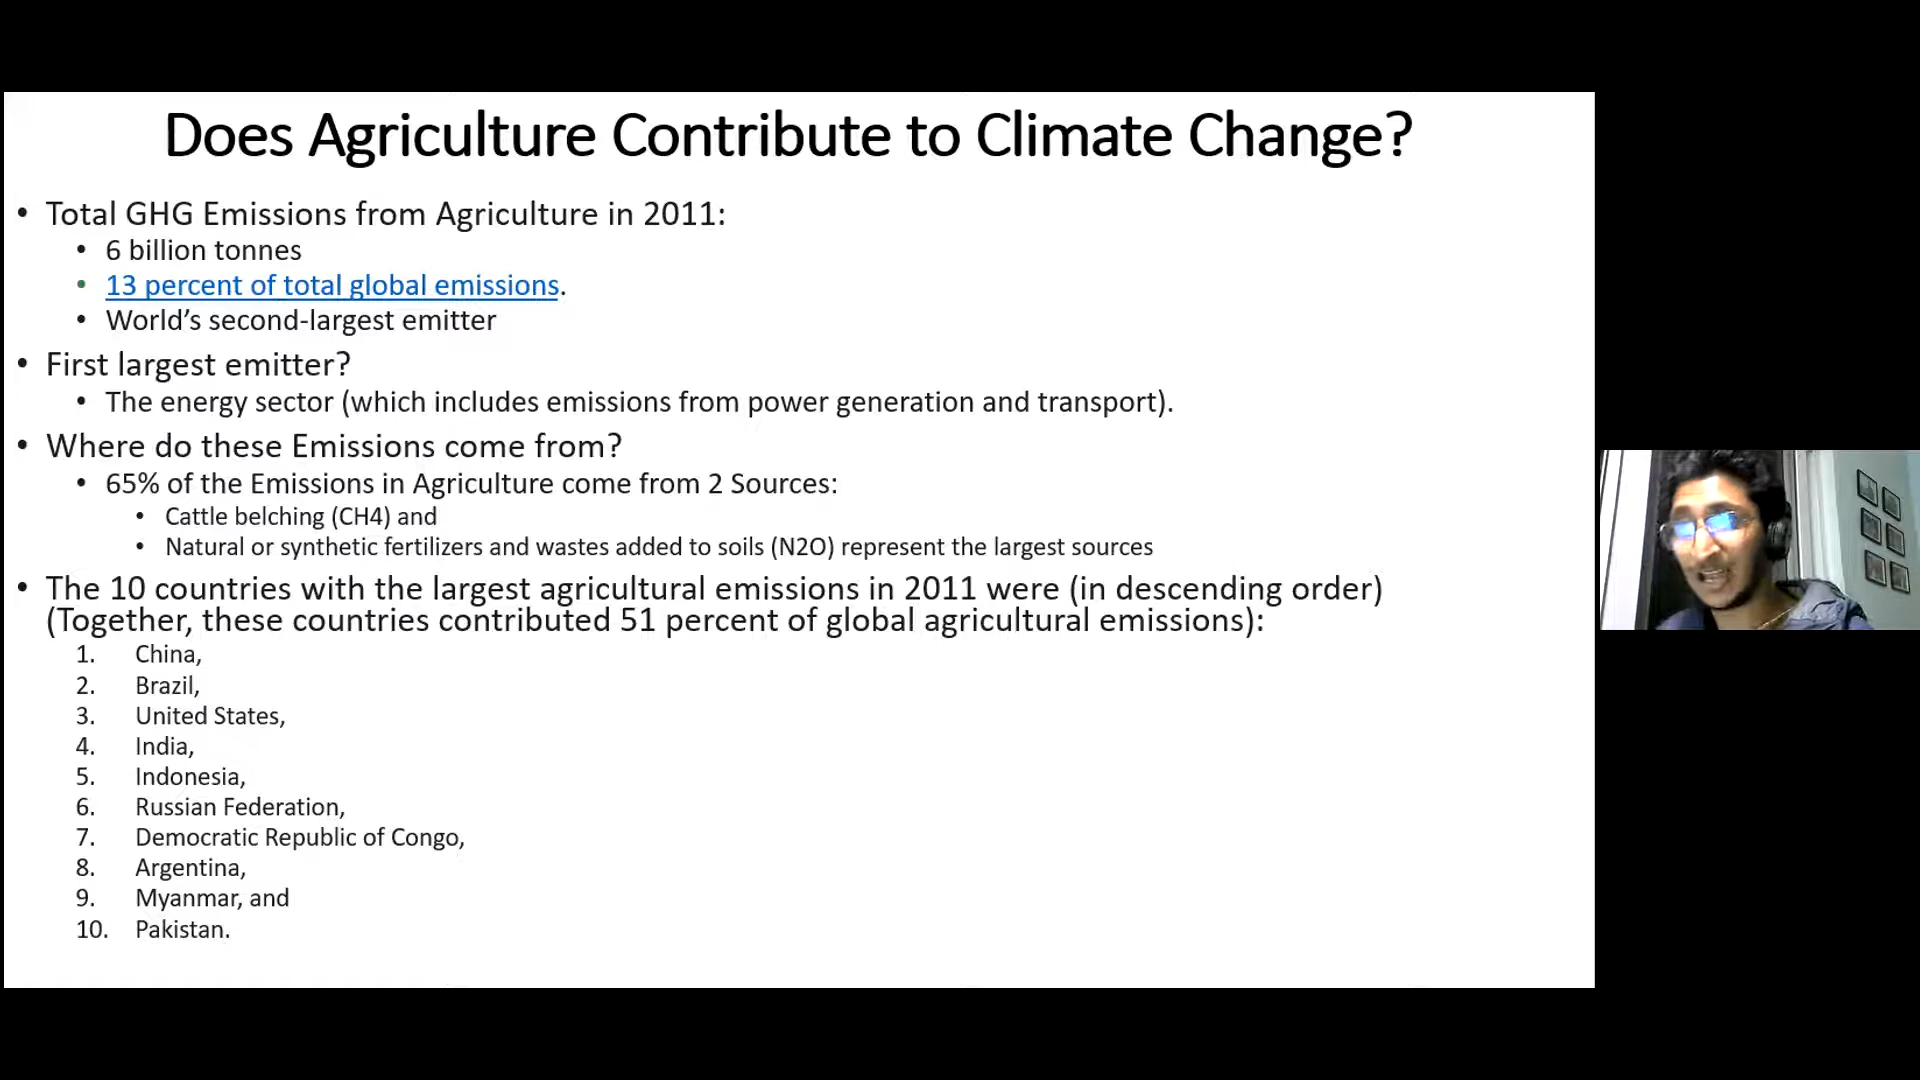 Does Agriculture Contribute to Climate Change?
• Total GHG Emissions from Agriculture in 2011:
• 6 billion tonnes
• 13 percent of total global emissions.
• World’s second-largest emitter
• First largest emitter?
• The energy sector (which includes emissions from power generation and transport).
• Where do these Emissions come from?
• 65% of the Emissions in Agriculture come from 2 Sources:
• Cattle belching (CH4) and
• Natural or synthetic fertilizers and wastes added to soils (N2O) represent the largest sources
• The 10 countries with the largest agricultural emissions in 2011 were (in descending order)
(Together, these countries contributed 51 percent of global agricultural emissions):
1. China,
2. Brazil,
3. United States,
4. India,
5. Indonesia,
6. Russian Federation,
7. Democratic Republic of Congo,
8. Argentina,
9. Myanmar, and
10. Pakistan.